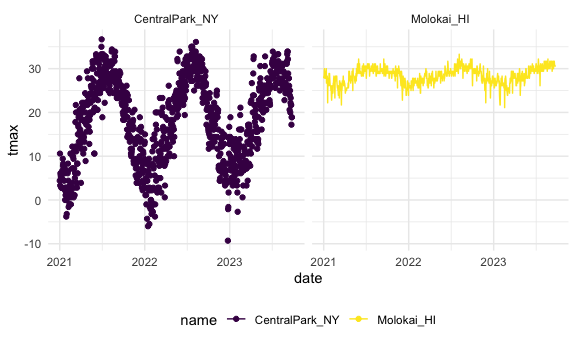 CentralPark_NY
Molokai_HI
tmax
30
20
10
0
-10
2021 2022 2023 2021 2022 2023
date
name CentralPark_NY Molokai_HI